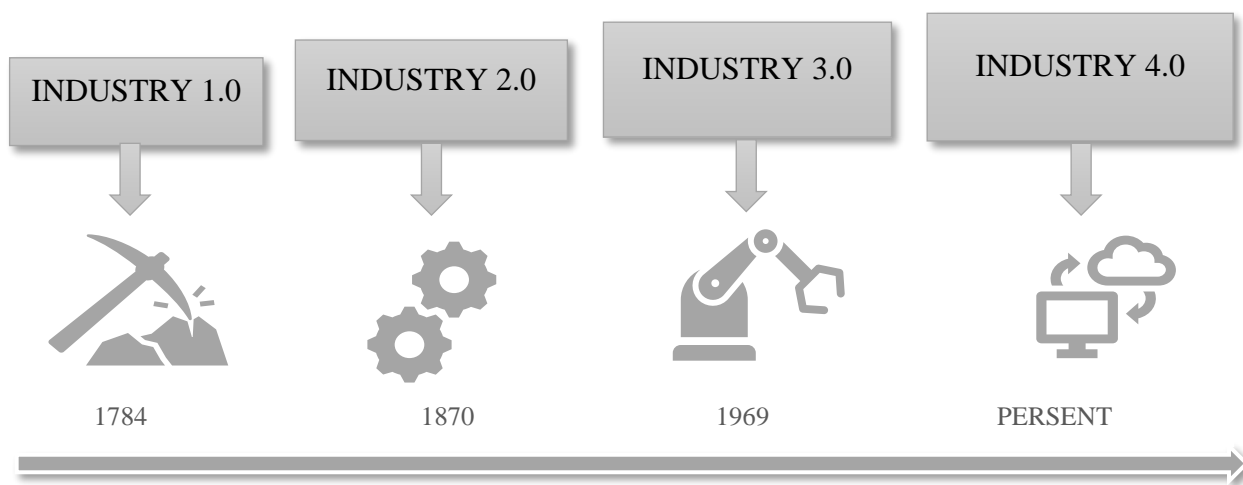 INDUSTRY 1.0
INDUSTRY 2.0
INDUSTRY 3.0
INDUSTRY 4.0
1784
1870
1969
PERSENT